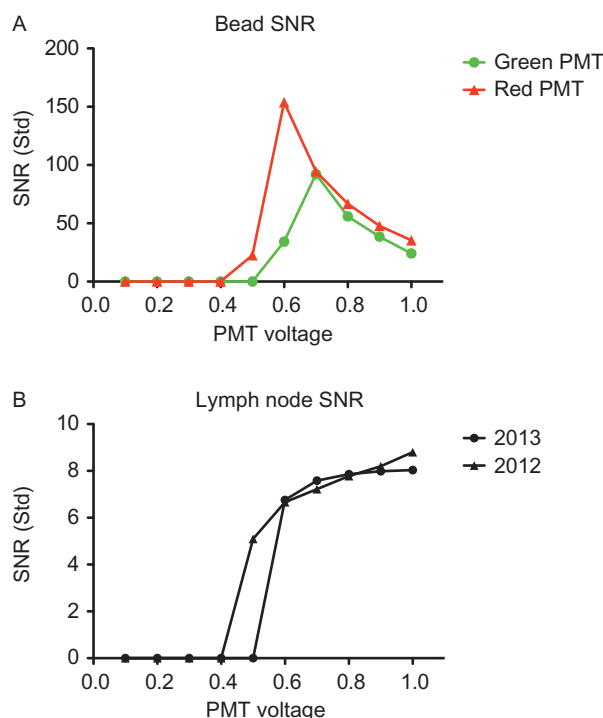 A
Bead SNR
200
150
100
50
0
SNR (Std)
0.0 0.2 0.4 0.6 0.8 1.0
PMT voltage
Green PMT
Red PMT
B
Lymph node SNR
10
8
6
4
2
0
SNR (Std)
0.0 0.2 0.4 0.6 0.8 1.0
PMT voltage
2013
2012